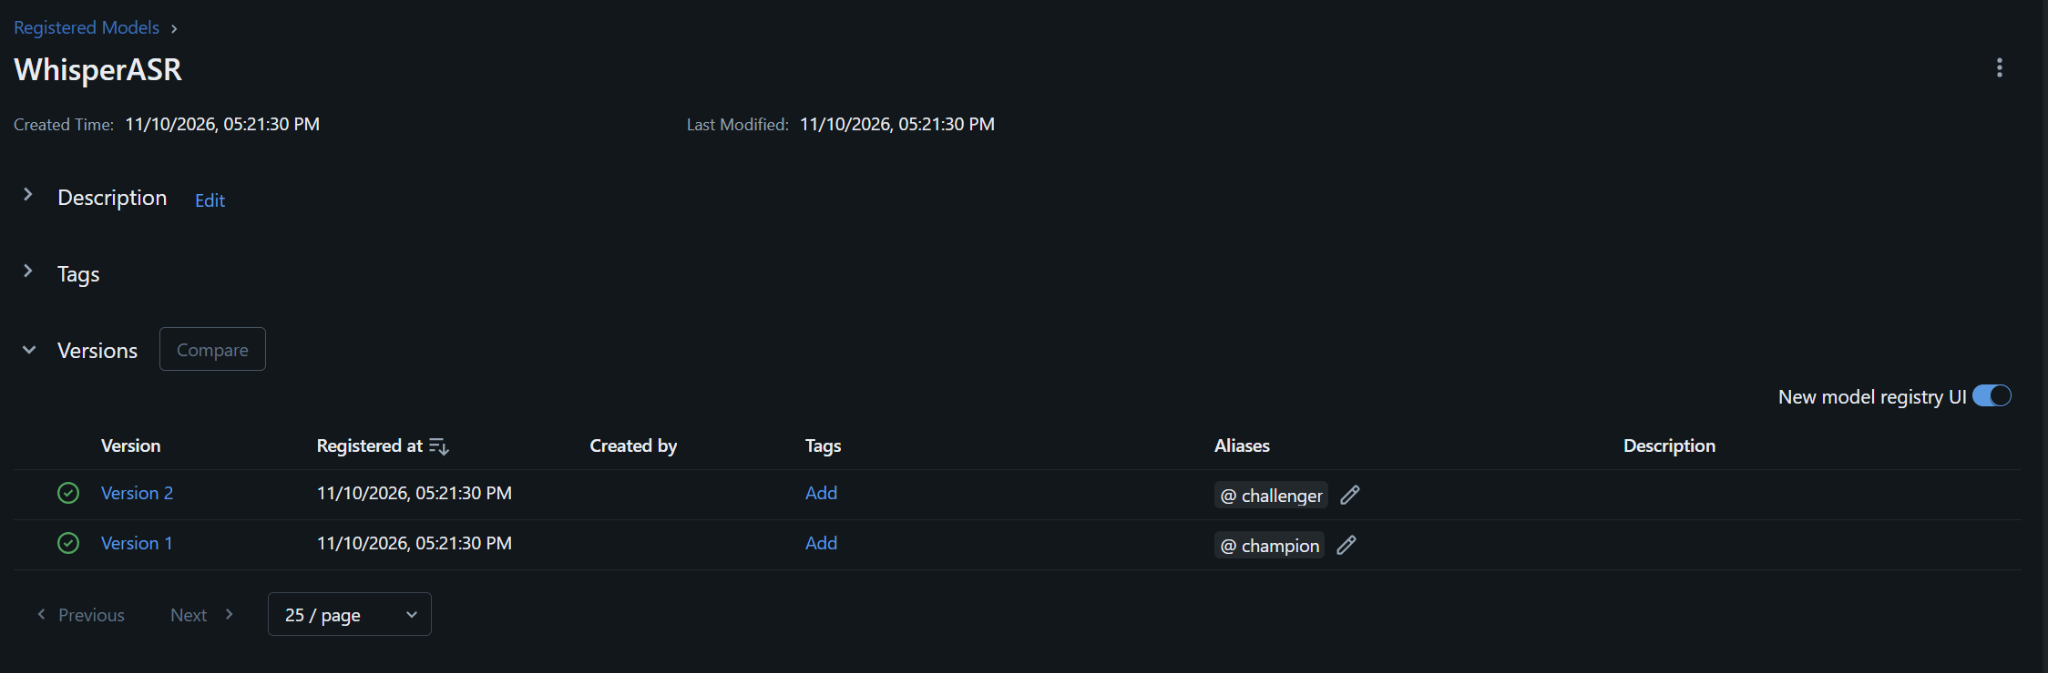 Registered Models
WhisperASR
Created Time: 11/10/2026, 05:21:30 PM Last Modified: 11/10/2026, 05:21:30 PM
Description Edit
Tags
Versions Compare
New model registry UI
Version Registered at Created by Tags Aliases Description
Version 2 11/10/2026, 05:21:30 PM Add @ challenger
Version 1 11/10/2026, 05:21:30 PM Add @ champion
Previous Next 25 / page